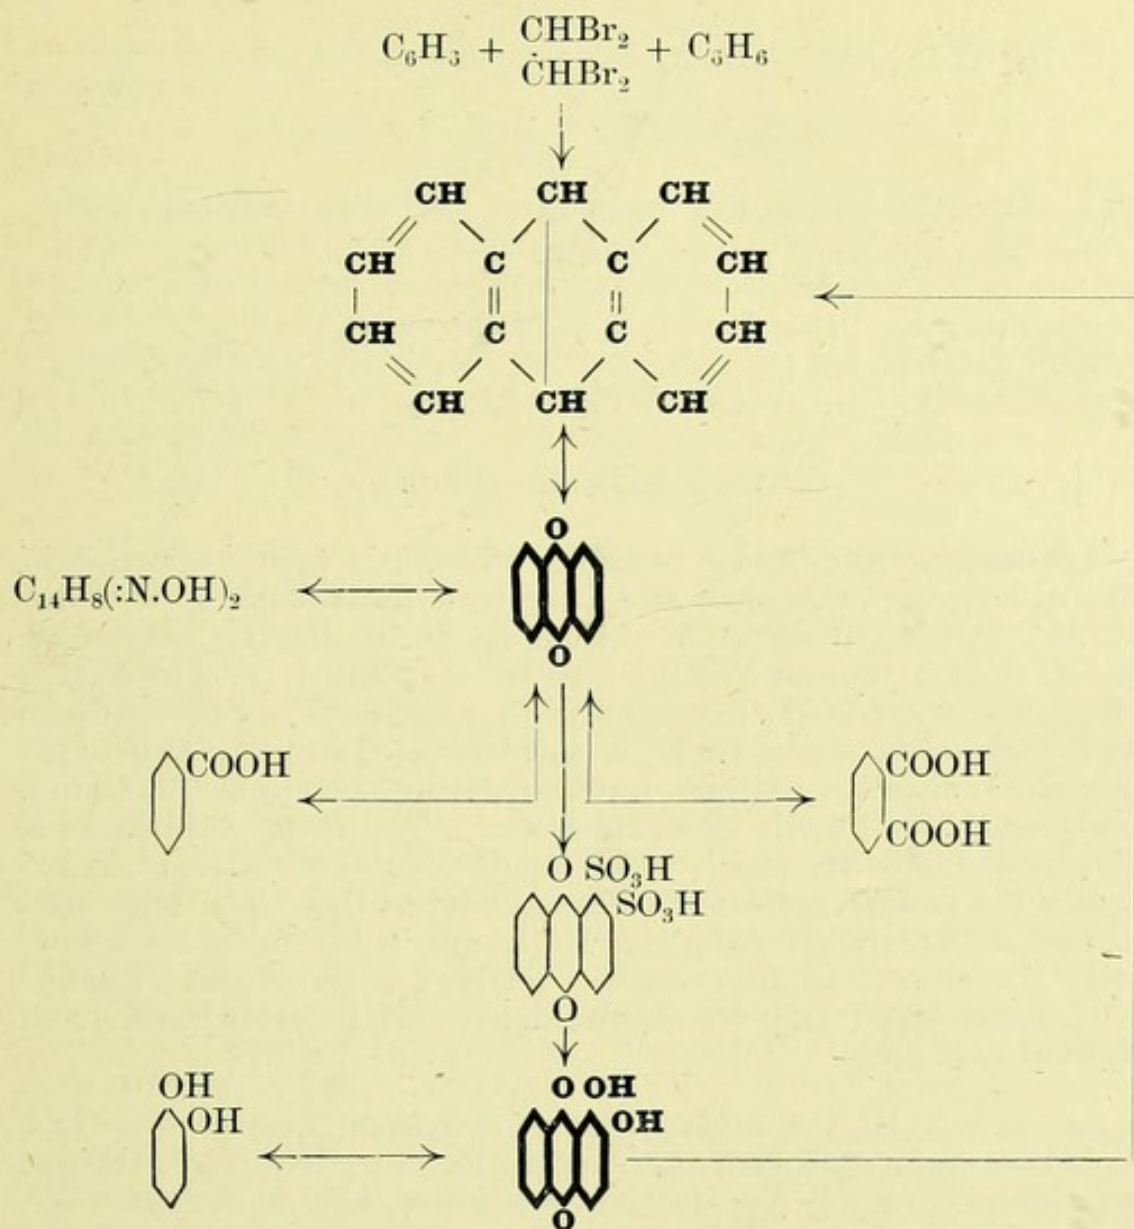 C₆H₅ + CHBr₂ + C₅H₆
CHBr₂
CH CH CH
CH C C CH
CH C C CH
CH CH CH
O
C₁₄H₈(:N.OH)₂
O
COOH COOH
COOH
O SO₃H
SO₃H
O
OH O OH
OH OH
O